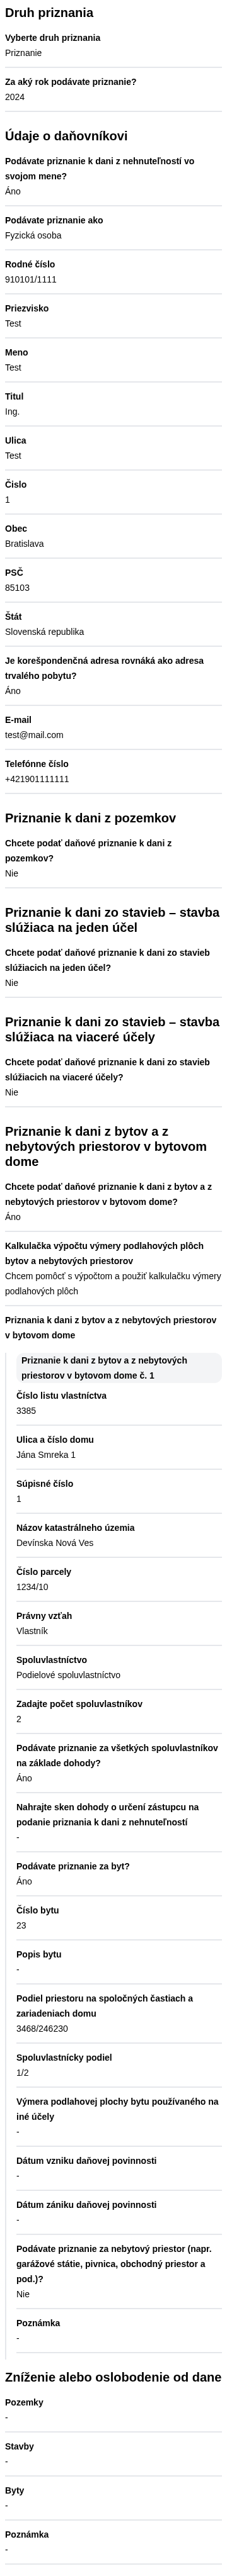 Druh priznania
Vyberte druh priznania
Priznanie
Za aký rok podávate priznanie?
2024
Údaje o daňovníkovi
Podávate priznanie k dani z nehnuteľností vo
svojom mene?
Áno
Podávate priznanie ako
Fyzická osoba
Rodné číslo
910101/1111
Priezvisko
Test
Meno
Test
Titul
Ing.
Ulica
Test
Čislo
1
Obec
Bratislava
PSČ
85103
Štát
Slovenská republika
Je korešpondenčná adresa rovnáká ako adresa
trvalého pobytu?
Áno
E-mail
test@mail.com
Telefónne číslo
+421901111111
Priznanie k dani z pozemkov
Chcete podať daňové priznanie k dani z
pozemkov?
Nie
Priznanie k dani zo stavieb – stavba
slúžiaca na jeden účel
Chcete podať daňové priznanie k dani zo stavieb
slúžiacich na jeden účel?
Nie
Priznanie k dani zo stavieb – stavba
slúžiaca na viaceré účely
Chcete podať daňové priznanie k dani zo stavieb
slúžiacich na viaceré účely?
Nie
Priznanie k dani z bytov a z
nebytových priestorov v bytovom
dome
Chcete podať daňové priznanie k dani z bytov a z
nebytových priestorov v bytovom dome?
Áno
Kalkulačka výpočtu výmery podlahových plôch
bytov a nebytových priestorov
Chcem pomôcť s výpočtom a použiť kalkulačku výmery
podlahových plôch
Priznania k dani z bytov a z nebytových priestorov
v bytovom dome
Priznanie k dani z bytov a z nebytových
priestorov v bytovom dome č. 1
Číslo listu vlastníctva
3385
Ulica a číslo domu
Jána Smreka 1
Súpisné číslo
1
Názov katastrálneho územia
Devínska Nová Ves
Číslo parcely
1234/10
Právny vzťah
Vlastník
Spoluvlastníctvo
Podielové spoluvlastníctvo
Zadajte počet spoluvlastníkov
2
Podávate priznanie za všetkých spoluvlastníkov
na základe dohody?
Áno
Nahrajte sken dohody o určení zástupcu na
podanie priznania k dani z nehnuteľností
-
Podávate priznanie za byt?
Áno
Číslo bytu
23
Popis bytu
-
Podiel priestoru na spoločných častiach a
zariadeniach domu
3468/246230
Spoluvlastnícky podiel
1/2
Výmera podlahovej plochy bytu používaného na
iné účely
-
Dátum vzniku daňovej povinnosti
-
Dátum zániku daňovej povinnosti
-
Podávate priznanie za nebytový priestor (napr.
garážové státie, pivnica, obchodný priestor a
pod.)?
Nie
Poznámka
-
Zníženie alebo oslobodenie od dane
Pozemky
-
Stavby
-
Byty
-
Poznámka
-